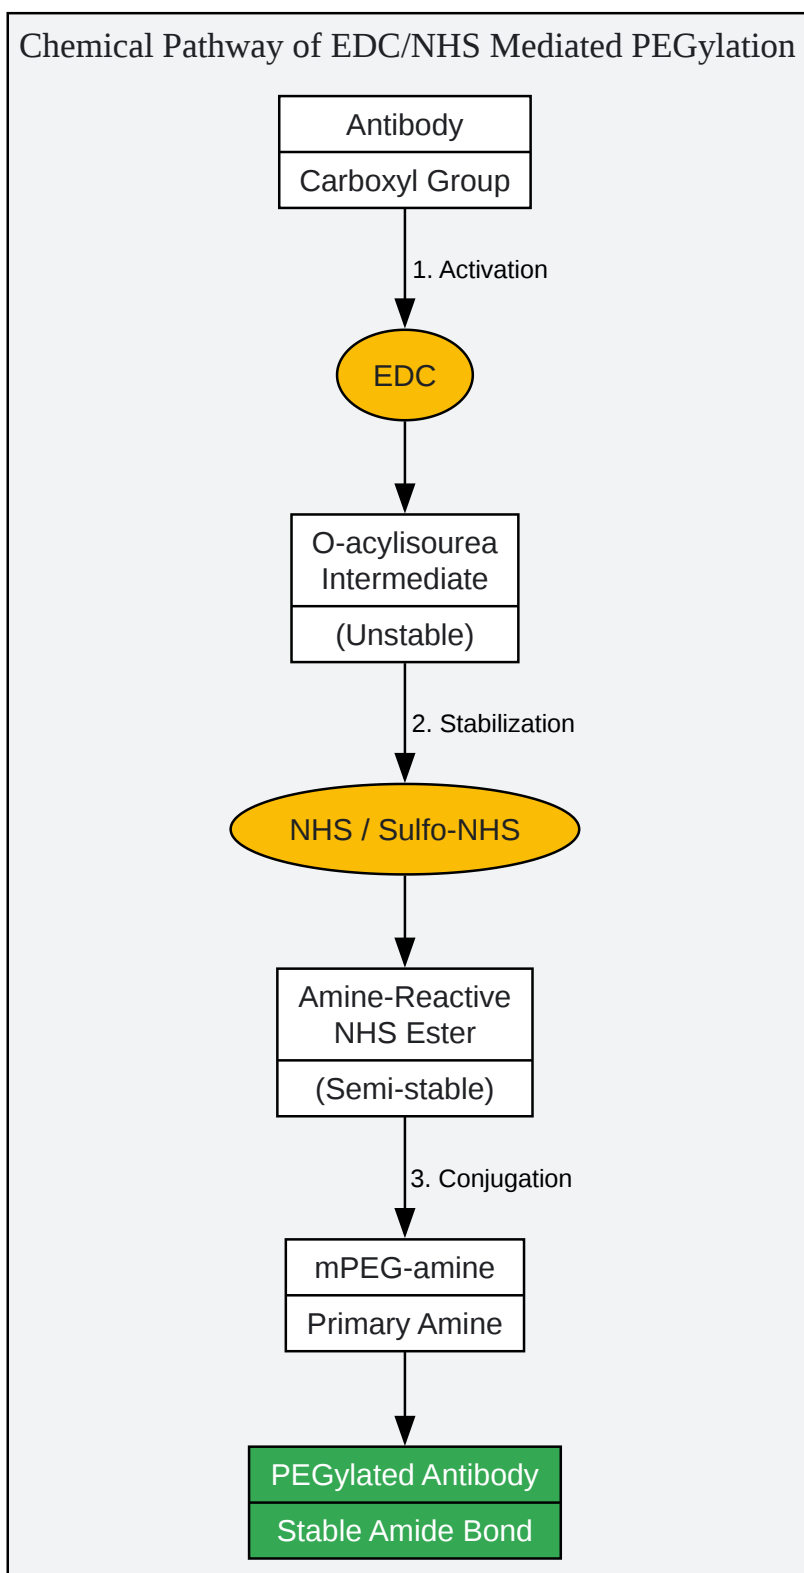 Chemical Pathway of EDC/NHS Mediated PEGylation
Antibody
Carboxyl Group
1. Activation
EDC
O-acylisourea
Intermediate
(Unstable)
2. Stabilization
NHS / Sulfo-NHS
Amine-Reactive
NHS Ester
(Semi-stable)
3. Conjugation
mPEG-amine
Primary Amine
PEGylated Antibody
Stable Amide Bond